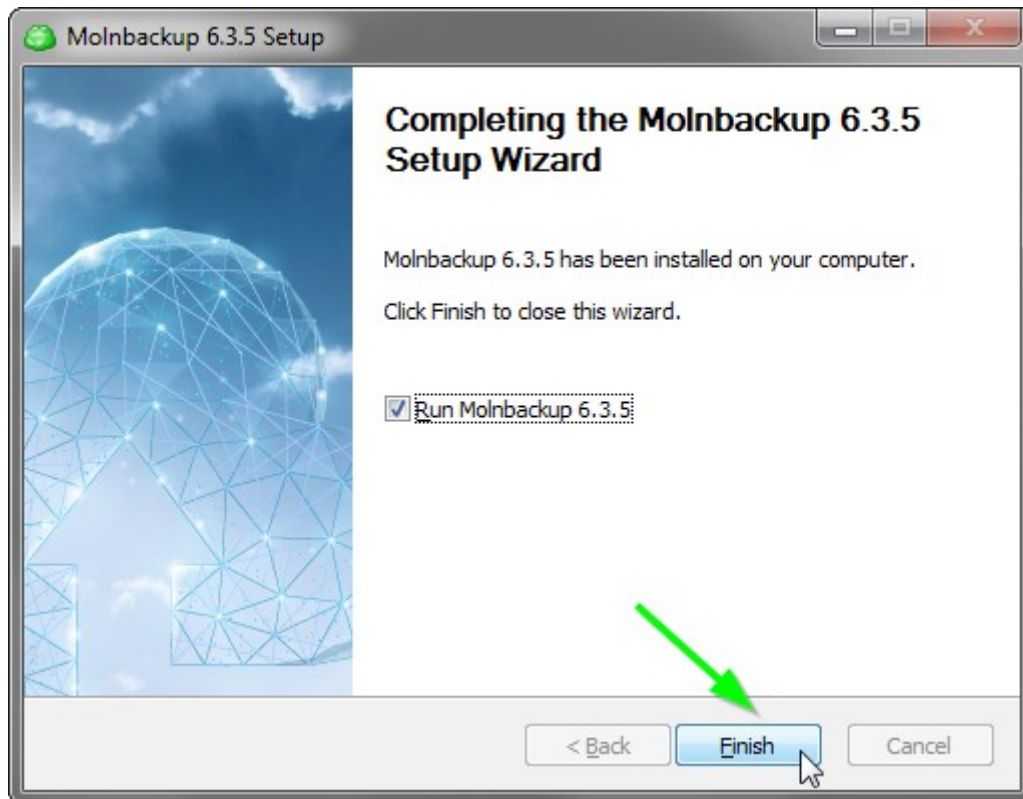 Molnbackup 6.3.5 Setup
Completing the Molnbackup 6.3.5
Setup Wizard
Molnbackup 6.3.5 has been installed on your computer.
Click Finish to close this wizard.
Run Molnbackup 6.3.5
< Back
Finish
Cancel